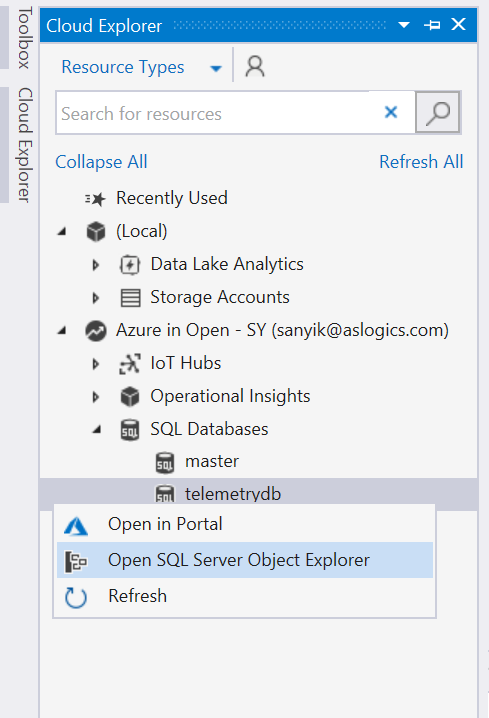 Toolbox
Cloud Explorer
Cloud Explorer
Resource Types
Search for resources
Collapse All Refresh All
Recently Used
(Local)
Data Lake Analytics
Storage Accounts
Azure in Open - SY (sanyik@aslogics.com)
IoT Hubs
Operational Insights
SQL Databases
master
telemetrydb
Open in Portal
Open SQL Server Object Explorer
Refresh